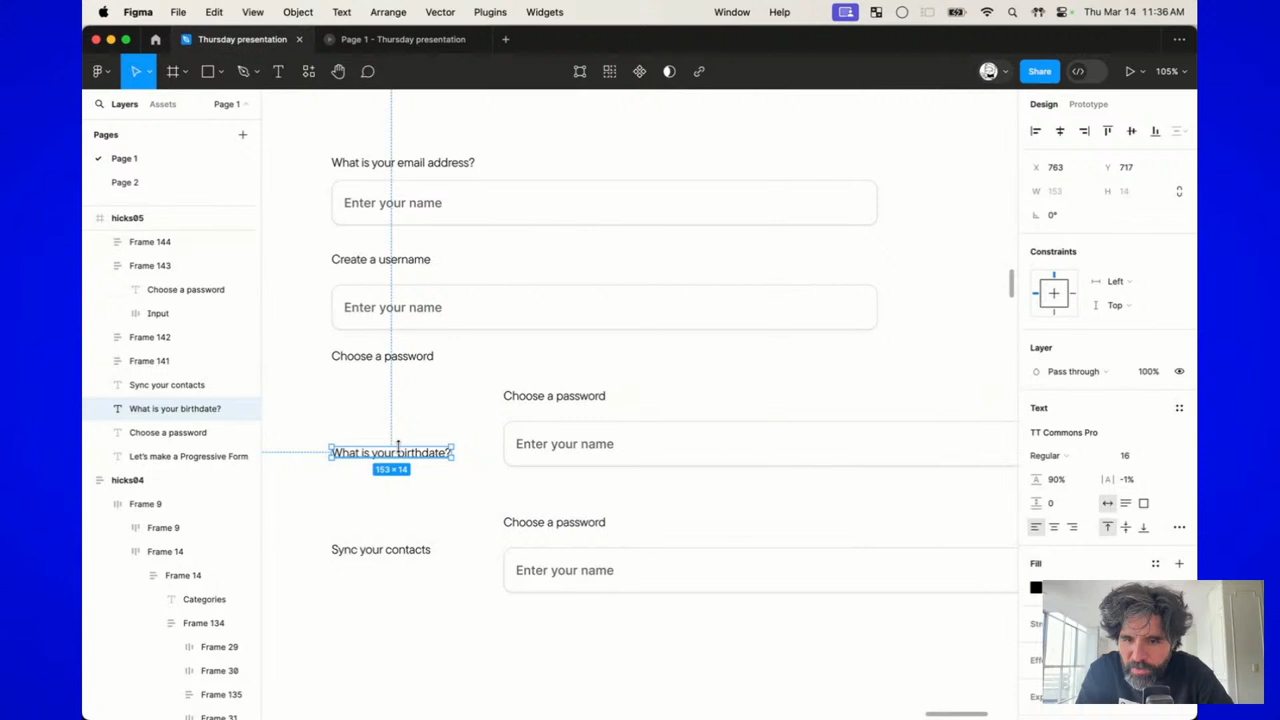 Figma File Edit View Object Text Arrange Vector Plugins Widgets Window Help Thu Mar 14 11:36 AM
Thursday presentation Page 1 - Thursday presentation
Share 105%
Layers Assets Page 1
Pages
Page 1
Page 2
hicks05
Frame 144
Frame 143
Choose a password
Input
Frame 142
Frame 141
Sync your contacts
What is your birthdate?
Choose a password
Let's make a Progressive Form
hicks04
Frame 9
Frame 9
Frame 14
Frame 14
Categories
Frame 134
Frame 29
Frame 30
Frame 135
Frame 31
What is your email address?
Enter your name
Create a username
Enter your name
Choose a password
Choose a password
Enter your name
What is your birthdate?
153 × 14
Choose a password
Enter your name
Sync your contacts
Design Prototype
X 763 Y 717
W 153 H 14
0°
Constraints
Left
Top
Layer
Pass through 100%
Text
TT Commons Pro
Regular 16
90% -1%
0
Fill